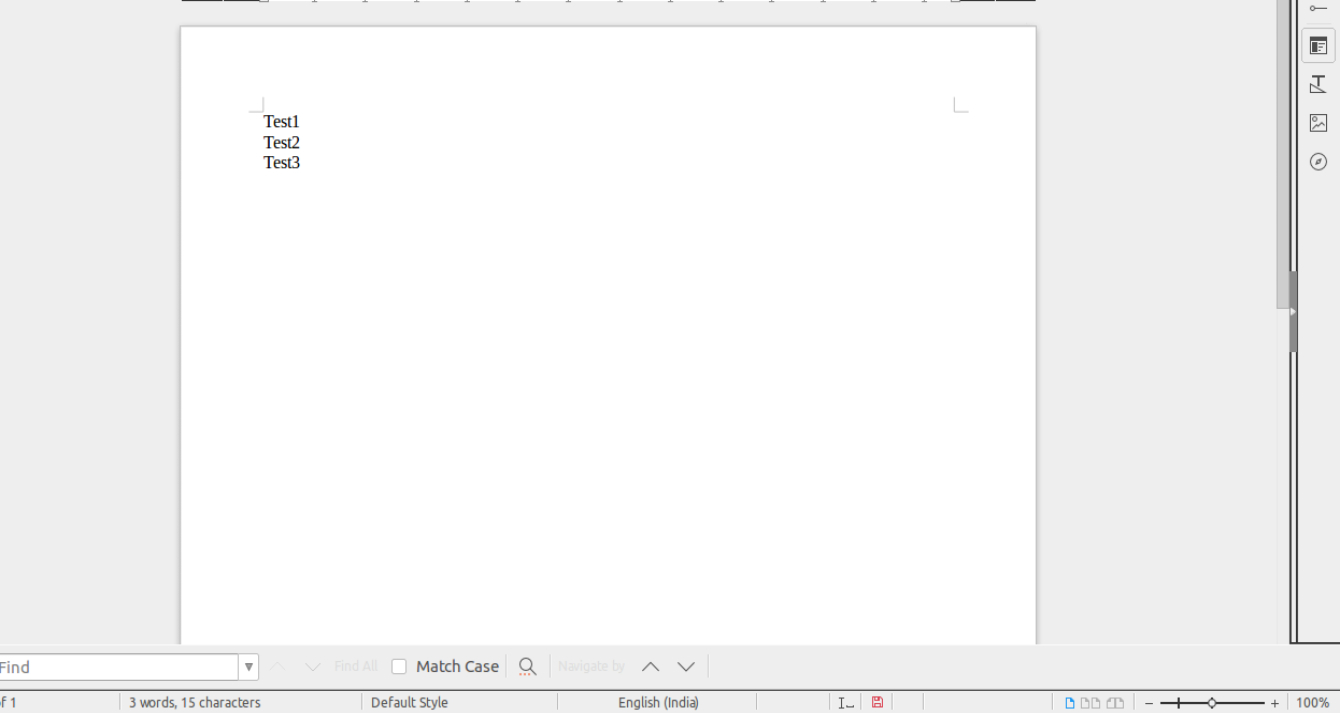 Test1
Test2
Test3
Find
Find All
Match Case
Navigate by
f 1
3 words, 15 characters
Default Style
English (India)
100%